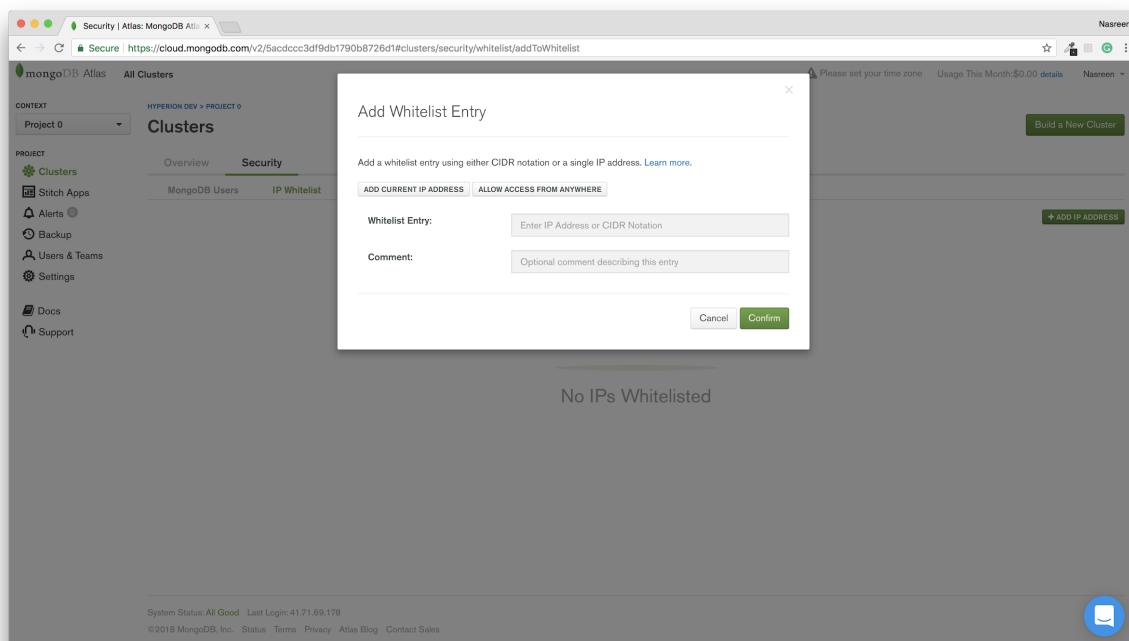 Security | Atlas: MongoDB Atla
Nasreen
Secure https://cloud.mongodb.com/v2/5acdccc3df9db1790b8726d1#clusters/security/whitelist/addToWhitelist
mongoDB Atlas All Clusters Please set your time zone Usage This Month:$0.00 details Nasreen
CONTEXT
Project 0
PROJECT
Clusters
Stitch Apps
Alerts 0
Backup
Users & Teams
Settings
Docs
Support
HYPERION DEV > PROJECT 0
Clusters
Build a New Cluster
Overview Security
MongoDB Users IP Whitelist
+ ADD IP ADDRESS
Add Whitelist Entry
Add a whitelist entry using either CIDR notation or a single IP address. Learn more.
ADD CURRENT IP ADDRESS ALLOW ACCESS FROM ANYWHERE
Whitelist Entry: Enter IP Address or CIDR Notation
Comment: Optional comment describing this entry
Cancel Confirm
No IPs Whitelisted
System Status: All Good Last Login: 41.71.69.178
©2018 MongoDB, Inc. Status Terms Privacy Atlas Blog Contact Sales